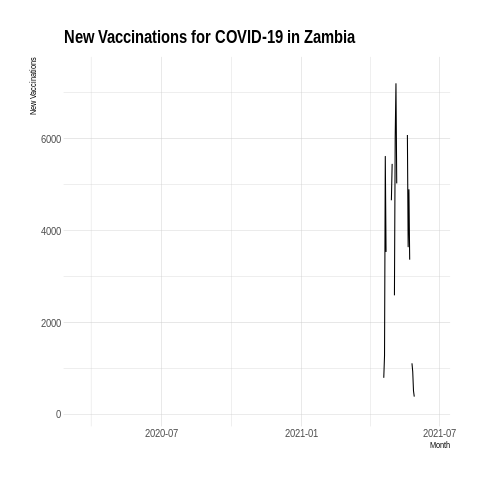 New Vaccinations for COVID-19 in Zambia
New Vaccinations
6000
4000
2000
0
2020-07
2021-01
2021-07
Month